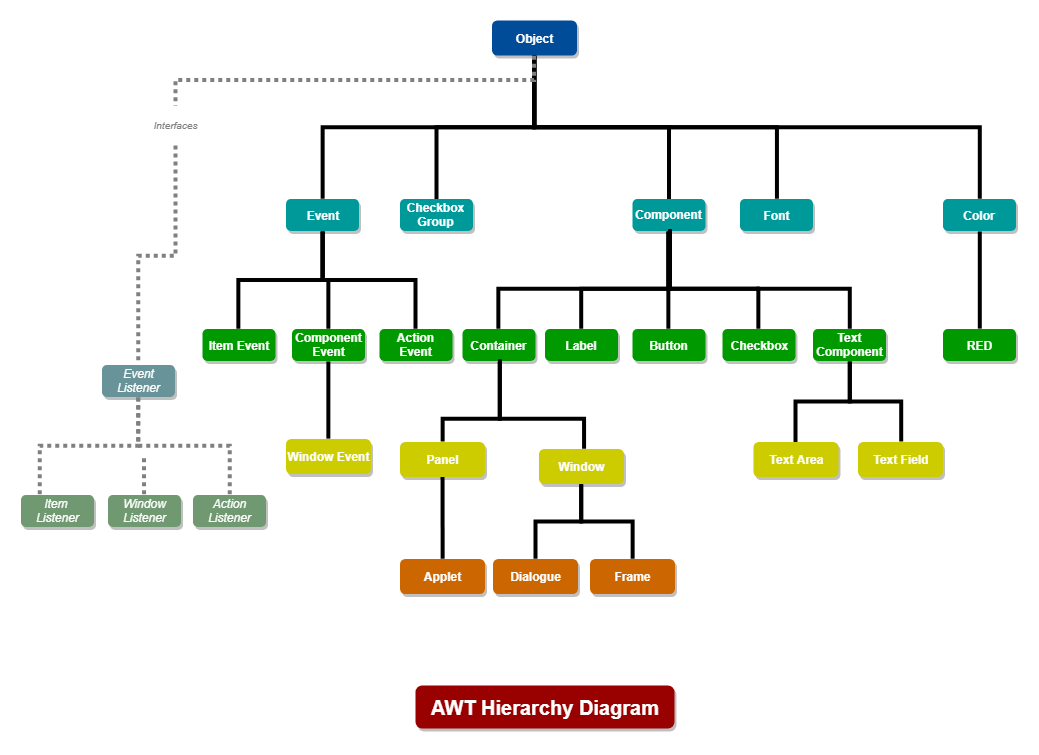 Object
Interfaces
Event
Checkbox
Group
Component
Font
Color
Item Event
Component
Event
Action
Event
Container
Label
Button
Checkbox
Text
Component
RED
Event
Listener
Window Event
Panel
Window
Text Area
Text Field
Item
Listener
Window
Listener
Action
Listener
Applet
Dialogue
Frame
AWT Hierarchy Diagram